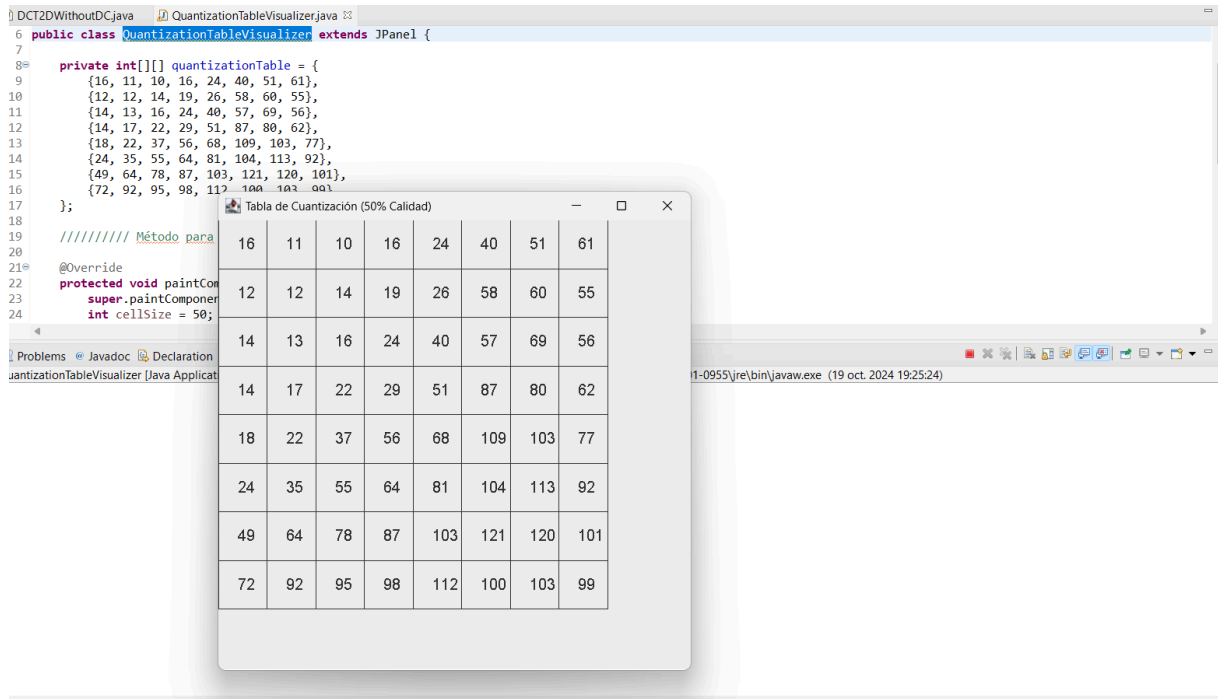 DCT2DWithoutDC.java QuantizationTableVisualizer.java
6 public class QuantizationTableVisualizer extends JPanel {
7
8 private int[][] quantizationTable = {
9 {16, 11, 10, 16, 24, 40, 51, 61},
10 {12, 12, 14, 19, 26, 58, 60, 55},
11 {14, 13, 16, 24, 40, 57, 69, 56},
12 {14, 17, 22, 29, 51, 87, 80, 62},
13 {18, 22, 37, 56, 68, 109, 103, 77},
14 {24, 35, 55, 64, 81, 104, 113, 92},
15 {49, 64, 78, 87, 103, 121, 120, 101},
16 {72, 92, 95, 98, 112, 100, 103, 99}
17 };
18
19 ////////// Método para
20
21 @Override
22 protected void paintCom
23 super.paintComponen
24 int cellSize = 50;
Problems Javadoc Declaration
uantizationTableVisualizer [Java Applicat
1-0955\jre\bin\javaw.exe (19 oct. 2024 19:25:24)
Tabla de Cuantización (50% Calidad)
16 11 10 16 24 40 51 61
12 12 14 19 26 58 60 55
14 13 16 24 40 57 69 56
14 17 22 29 51 87 80 62
18 22 37 56 68 109 103 77
24 35 55 64 81 104 113 92
49 64 78 87 103 121 120 101
72 92 95 98 112 100 103 99